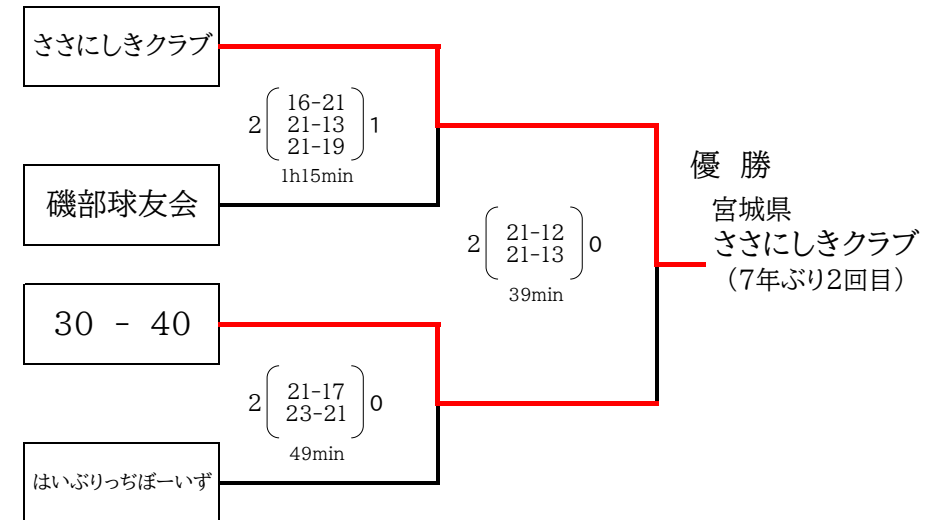 ささにしきクラブ
2 16-21 1
21-13
21-19
1h15min
磯部球友会
優 勝
宮城県
ささにしきクラブ
（7年ぶり2回目）
2 21-12 0
21-13
39min
30 - 40
2 21-17 0
23-21
49min
はいぶりっぢぼーいず